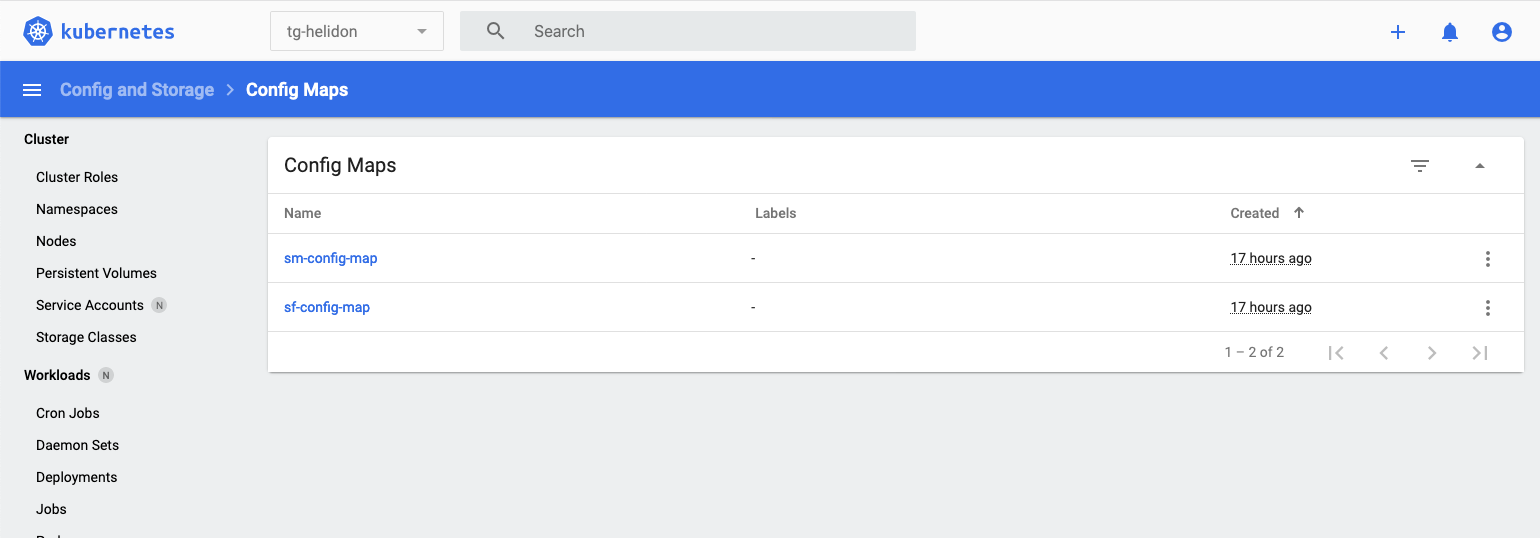 kubernetes
tg-helidon
Search
Config and Storage > Config Maps
Cluster
Cluster Roles
Namespaces
Nodes
Persistent Volumes
Service Accounts N
Storage Classes
Workloads N
Cron Jobs
Daemon Sets
Deployments
Jobs
Config Maps
Name Labels Created
sm-config-map - 17 hours ago
sf-config-map - 17 hours ago
1 – 2 of 2